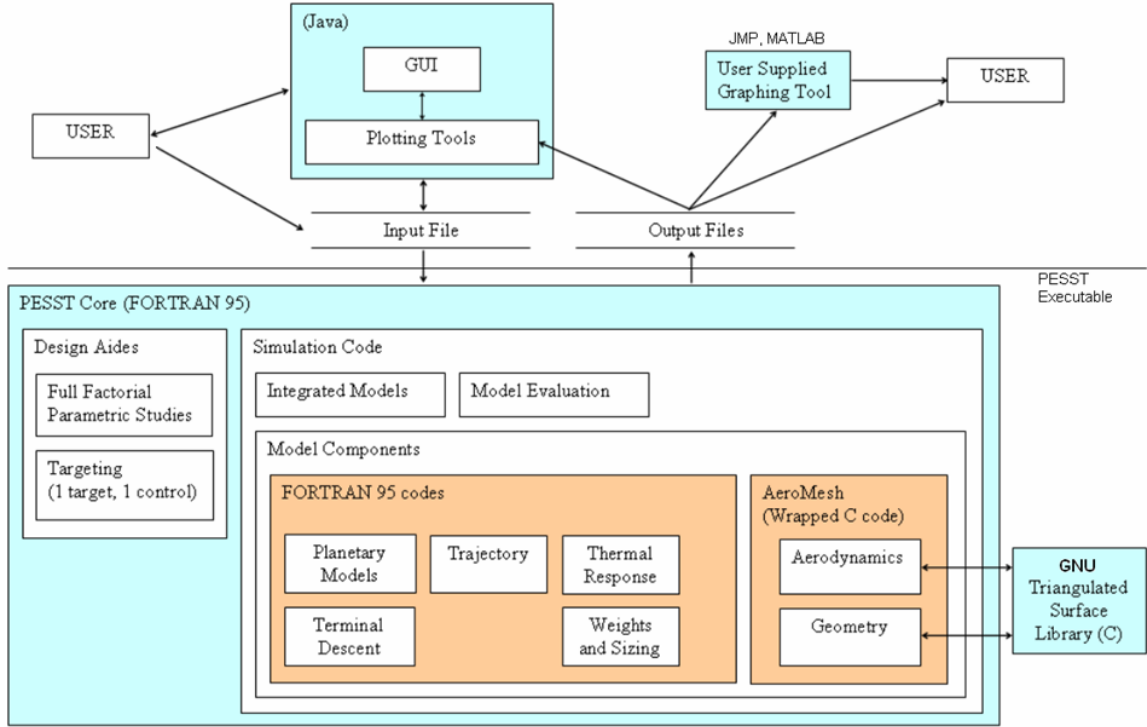 (Java)
GUI
Plotting Tools
USER
JMP, MATLAB
User Supplied
Graphing Tool
USER
Input File
Output Files
PESST
Executable
PESST Core (FORTRAN 95)
Design Aides
Full Factorial
Parametric Studies
Targeting
(1 target, 1 control)
Simulation Code
Integrated Models
Model Evaluation
Model Components
FORTRAN 95 codes
Planetary
Models
Trajectory
Thermal
Response
Terminal
Descent
Weights
and Sizing
AeroMesh
(Wrapped C code)
Aerodynamics
Geometry
GNU
Triangulated
Surface
Library (C)